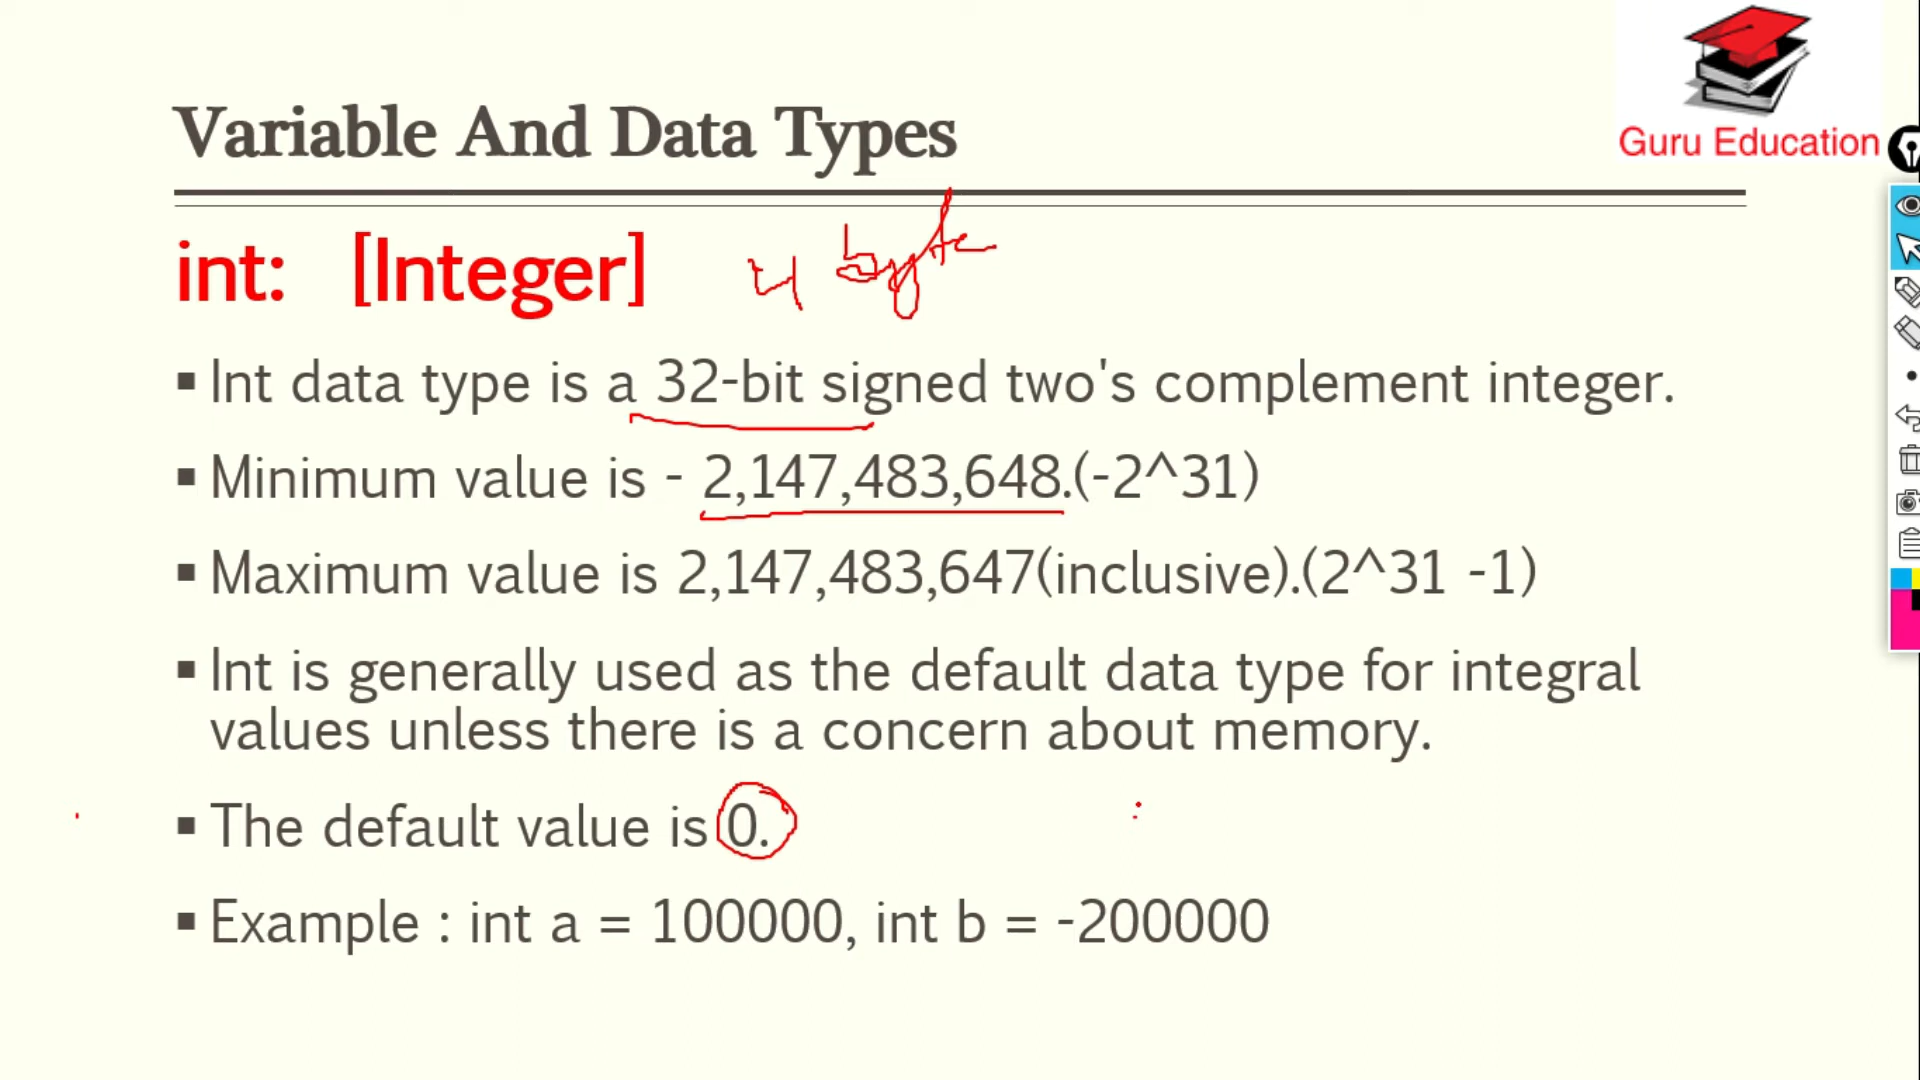 Guru Education
Variable And Data Types
int: [Integer] 4 byte
▪ Int data type is a 32-bit signed two's complement integer.
▪ Minimum value is - 2,147,483,648.(-2^31)
▪ Maximum value is 2,147,483,647(inclusive).(2^31 -1)
▪ Int is generally used as the default data type for integral
values unless there is a concern about memory.
▪ The default value is 0.
▪ Example : int a = 100000, int b = -200000